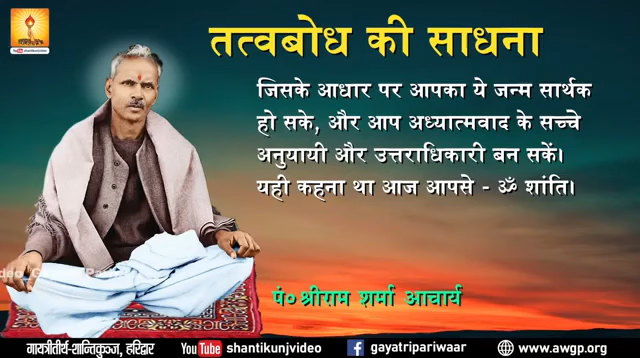 तत्वबोध की साधना
जिसके आधार पर आपका ये जन्म सार्थक
हो सके, और आप अध्यात्मवाद के सच्चे
अनुयायी और उत्तराधिकारी बन सकें।
यही कहना था आज आपसे - ॐ शांति।
पं० श्रीराम शर्मा आचार्य
गायत्रीतीर्थ-शान्तिकुञ्ज, हरिद्वार
YouTube shantikunjvideo
f gayatripariwaar
www.awgp.org